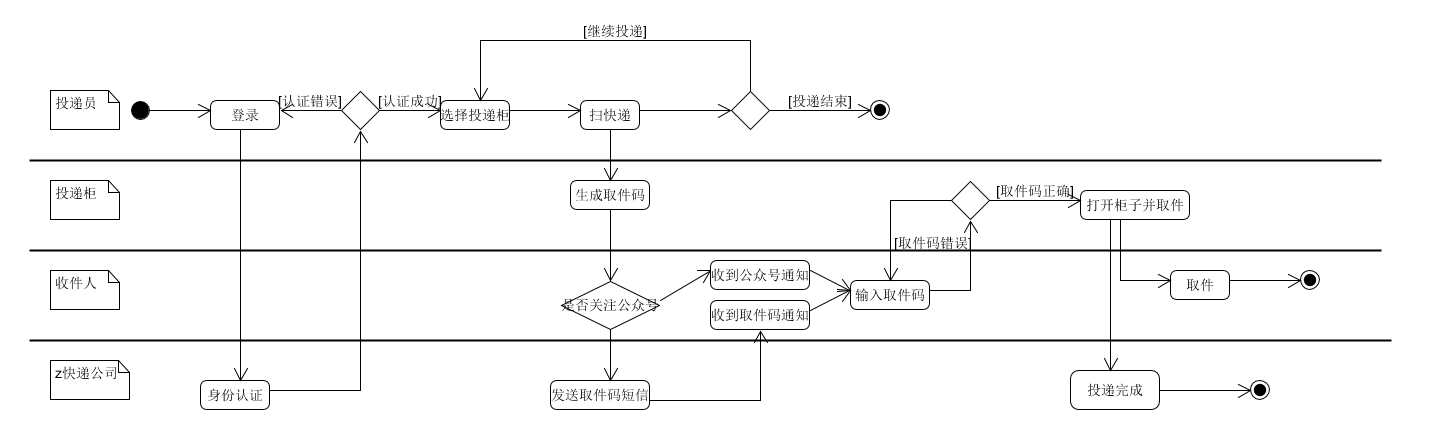 [继续投递]
投递员
登录
[认证错误]
[认证成功]
选择投递柜
扫快递
[投递结束]
投递柜
生成取件码
[取件码正确]
打开柜子并取件
[取件码错误]
收件人
是否关注公众号
收到公众号通知
收到取件码通知
输入取件码
取件
z快递公司
身份认证
发送取件码短信
投递完成